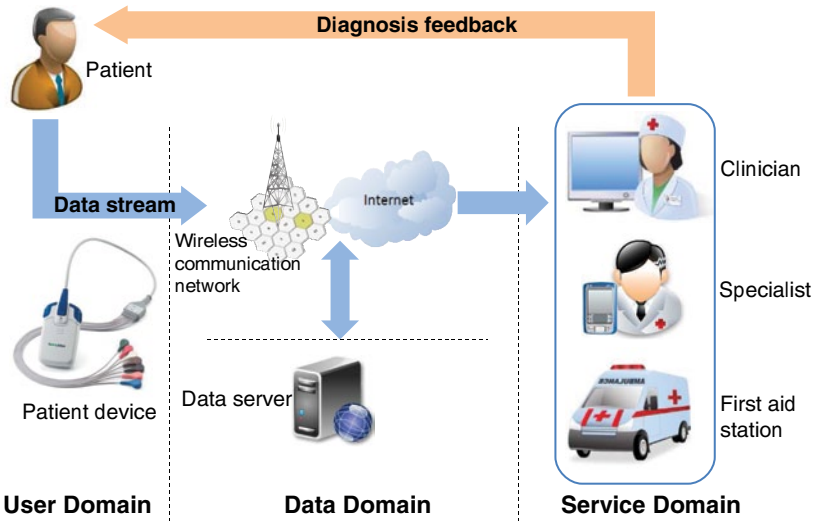 Diagnosis feedback
Patient
Data stream
Internet
Wireless
communication
network
Clinician
Specialist
Patient device
Data server
First aid
station
User Domain
Data Domain
Service Domain